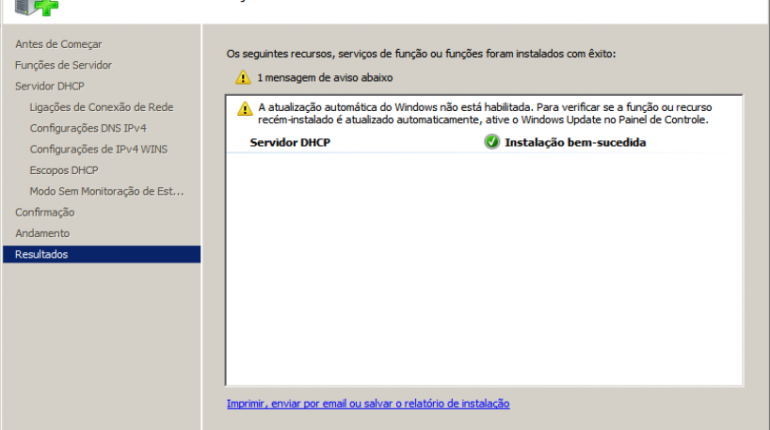 Antes de Começar
Funções de Servidor
Servidor DHCP
Ligações de Conexão de Rede
Configurações DNS IPv4
Configurações de IPv4 WINS
Escopos DHCP
Modo Sem Monitoração de Est...
Confirmação
Andamento
Resultados
Os seguintes recursos, serviços de função ou funções foram instalados com êxito:
1 mensagem de aviso abaixo
A atualização automática do Windows não está habilitada. Para verificar se a função ou recurso
recém-instalado é atualizado automaticamente, ative o Windows Update no Painel de Controle.
Servidor DHCP Instalação bem-sucedida
Imprimir, enviar por email ou salvar o relatório de instalação